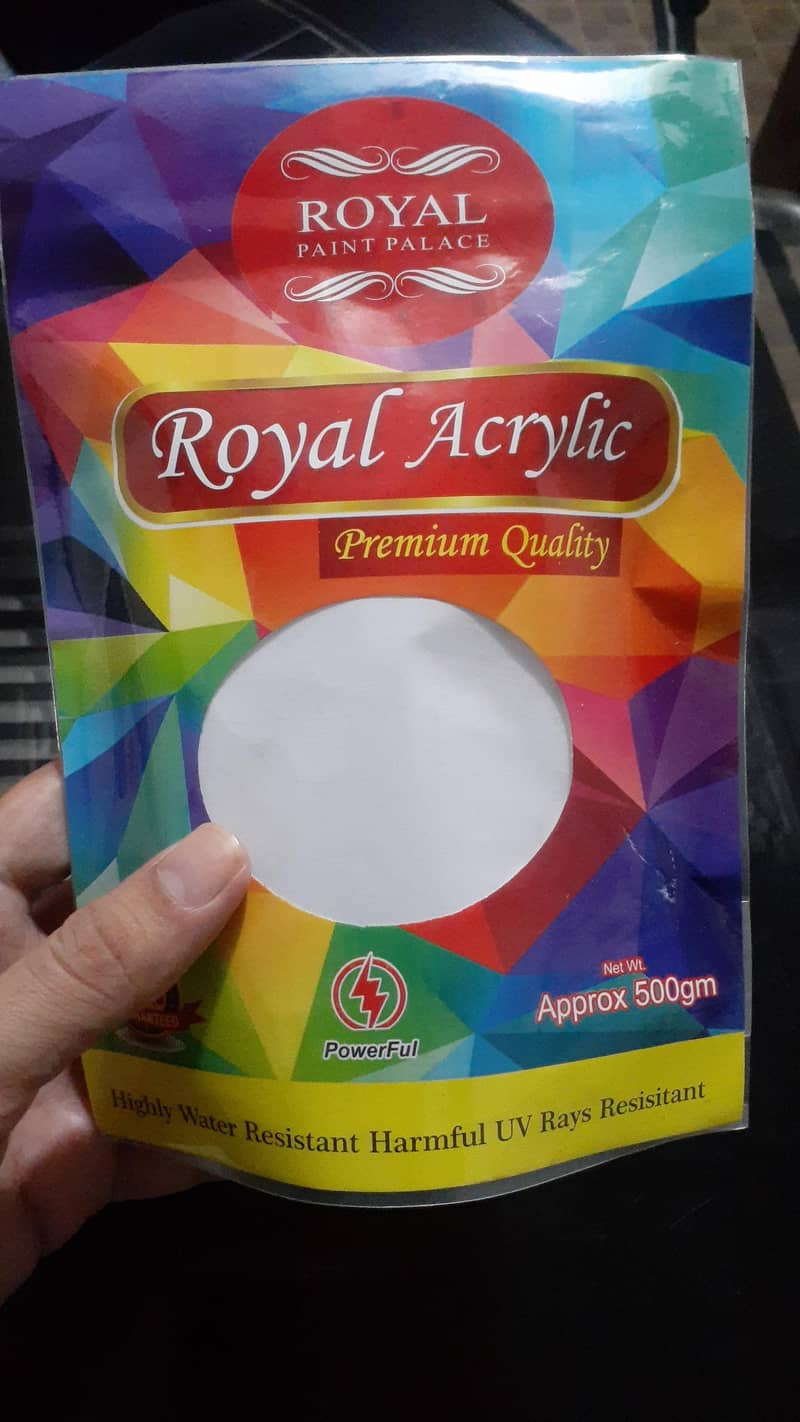 ROYAL
PAINT PALACE
Royal Acrylic
Premium Quality
Net Wt.
Approx 500gm
PowerFul
Highly Water Resistant Harmful UV Rays Resisitant